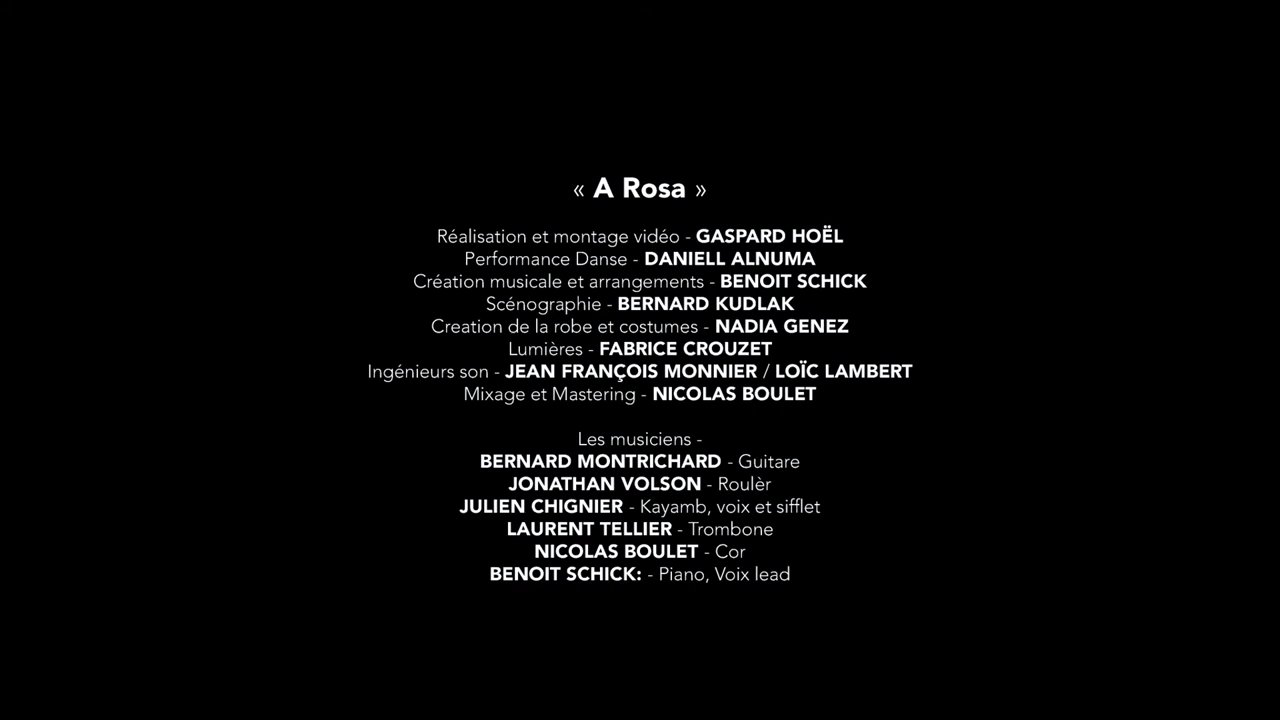 « A Rosa »
Réalisation et montage vidéo - GASPARD HOËL
Performance Danse - DANIELL ALNUMA
Création musicale et arrangements - BENOIT SCHICK
Scénographie - BERNARD KUDLAK
Creation de la robe et costumes - NADIA GENEZ
Lumières - FABRICE CROUZET
Ingénieurs son - JEAN FRANÇOIS MONNIER / LOÏC LAMBERT
Mixage et Mastering - NICOLAS BOULET
Les musiciens -
BERNARD MONTRICHARD - Guitare
JONATHAN VOLSON - Roulèr
JULIEN CHIGNIER - Kayamb, voix et sifflet
LAURENT TELLIER - Trombone
NICOLAS BOULET - Cor
BENOIT SCHICK: - Piano, Voix lead